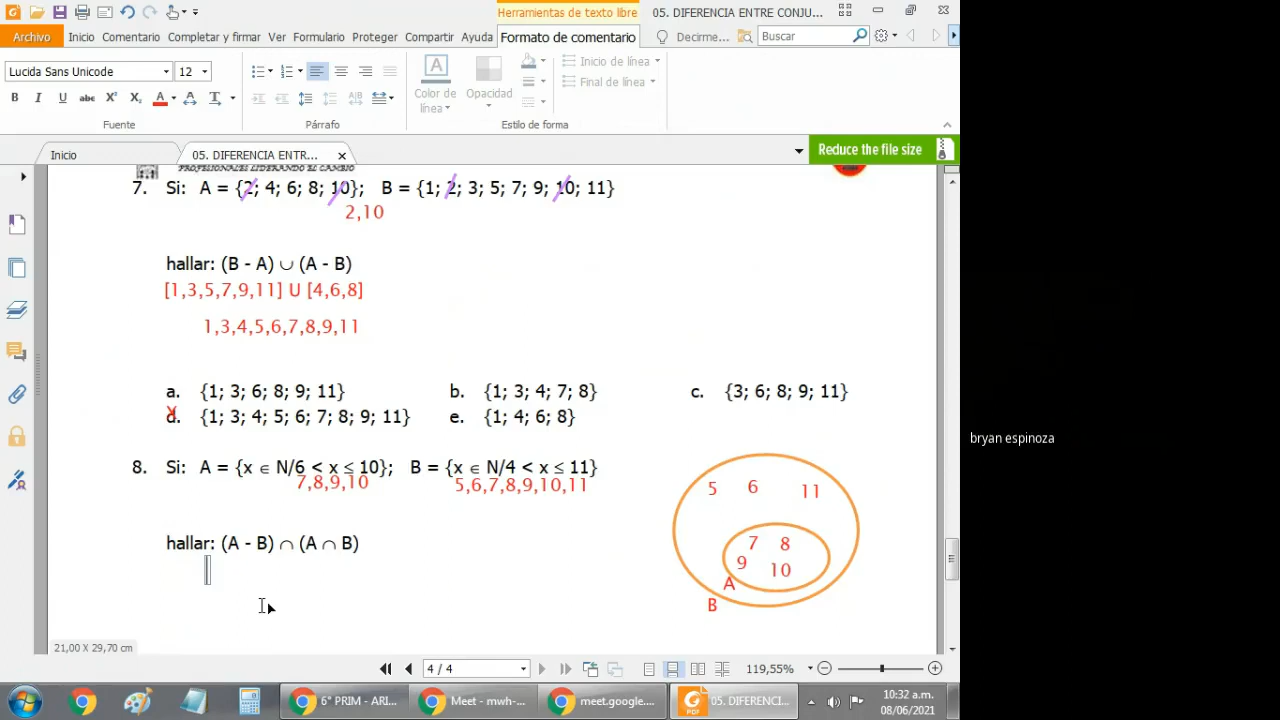 Herramientas de texto libre
05. DIFERENCIA ENTRE CONJU...
Archivo Inicio Comentario Completar y firmar Ver Formulario Proteger Compartir Ayuda Formato de comentario Decirme... Buscar
Lucida Sans Unicode 12
Color de línea Opacidad
Inicio de línea
Final de línea
Fuente Párrafo Estilo de forma
Inicio 05. DIFERENCIA ENTR... Reduce the file size
PROFESIONALES LIDERANDO EL CAMBIO
7. Si: A = {2; 4; 6; 8; 10}; B = {1; 2; 3; 5; 7; 9; 10; 11}
2,10
hallar: (B - A) ∪ (A - B)
[1,3,5,7,9,11] U [4,6,8]
1,3,4,5,6,7,8,9,11
a. {1; 3; 6; 8; 9; 11} b. {1; 3; 4; 7; 8} c. {3; 6; 8; 9; 11}
d. {1; 3; 4; 5; 6; 7; 8; 9; 11} e. {1; 4; 6; 8}
8. Si: A = {x ∈ N/6 < x ≤ 10}; B = {x ∈ N/4 < x ≤ 11}
7,8,9,10 5,6,7,8,9,10,11
5 6 11
hallar: (A - B) ∩ (A ∩ B)
7 8
9 10
A
B
bryan espinoza
21,00 X 29,70 cm
4 / 4 119,55%
6° PRIM - ARI... Meet - mwh-... meet.google.... 05. DIFERENCIA EN...
10:32 a.m.
08/06/2021